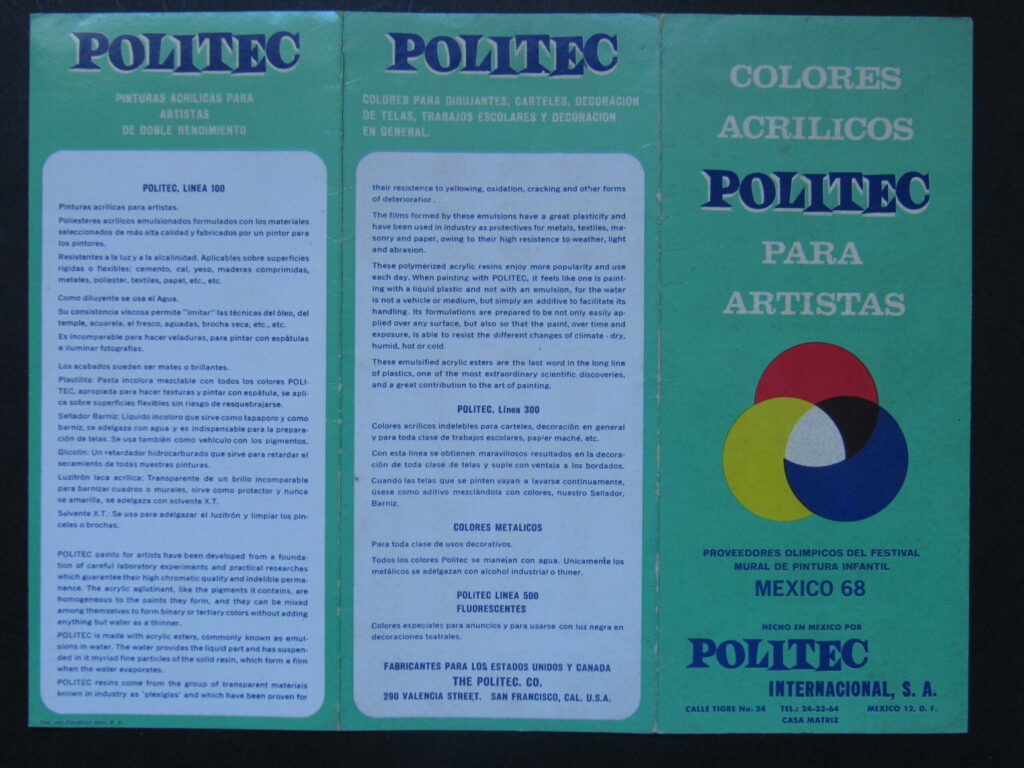 POLITEC
PINTURAS ACRILICAS PARA
ARTISTAS
DE DOBLE RENDIMIENTO
POLITEC. LINEA 100
Pinturas acrílicas para artistas.
Poliesteres acrílicos emulsionados formulados con los materiales
seleccionados de más alta calidad y fabricados por un pintor para
los pintores.
Resistentes a la luz y a la alcalinidad. Aplicables sobre superficies
rígidas o flexibles: cemento, cal, yeso, maderas comprimidas,
metales, poliester, textiles, papel, etc., etc.
Como diluyente se usa el Agua.
Su consistencia viscosa permite "imitar" las técnicas del óleo, del
temple, acuarela, el fresco, aguadas, brocha seca, etc., etc.
Es incomparable para hacer veladuras, para pintar con espátulas
e iluminar fotografías.
Los acabados pueden ser mates o brillantes.
Plastilita: Pasta incolora mezclable con todos los colores POLI-
TEC, apropiada para hacer texturas y pintar con espátula, se apli-
ca sobre superficies flexibles sin riesgo de resquebrajarse.
Sellador Barniz: Líquido incoloro que sirve como tapaporo y como
barniz, se adelgaza con agua y es indispensable para la prepara-
ción de telas. Se usa también como vehículo con los pigmentos.
Glicolin: Un retardador hidrocarburado que sirve para retardar el
secamiento de todas nuestras pinturas.
Luzitrón laca acrílica: Transparente de un brillo incomparable
para barnizar cuadros o murales, sirve como protector y nunca
se amarilla, se adelgaza con solvente X.T.
Solvente X.T.: Se usa para adelgazar el luzitrón y limpiar los pin-
celes o brochas.
POLITEC paints for artists have been developed from a founda-
tion of careful laboratory experiments and practical researches
which guarantee their high chromatic quality and indelible perma-
nence. The acrylic aglutinant, like the pigments it contains, are
homogeneous to the paints they form, and they can be mixed
among themselves to form binary or tertiary colors without adding
anything but water as a thinner.
POLITEC is made with acrylic esters, commonly known as emul-
sions in water. The water provides the liquid part and has suspen-
ded in it myriad fine particles of the solid resin, which form a film
when the water evaporates.
POLITEC resins come from the group of transparent materials
known in industry as 'plexiglas' and which have been proven for
POLITEC
COLORES PARA DIBUJANTES, CARTELES, DECORACION
DE TELAS, TRABAJOS ESCOLARES Y DECORACION
EN GENERAL.
their resistence to yellowing, oxidation, cracking and other forms
of deterioratior.
The films formed by these emulsions have a great plasticity and
have been used in industry as protectives for metals, textiles, ma-
sonry and paper, owing to their high resistence to weather, light
and abrasion.
These polymerized acrylic resins enjoy more popularity and use
each day. When painting with POLITEC, it feels like one is paint-
ing with a liquid plastic and not with an emulsion, for the water
is not a vehicle or medium, but simply an additive to facilitate its
handling. Its formulations are prepared to be not only easily ap-
plied over any surface, but also so that the paint, over time and
exposure, is able to resist the different changes of climate - dry,
humid, hot or cold.
These emulsified acrylic esters are the last word in the long line
of plastics, one of the most extraordinary scientific discoveries,
and a great contribution to the art of painting.
POLITEC. Línea 300
Colores acrílicos indelebles para carteles, decoración en general
y para toda clase de trabajos escolares, papier maché, etc.
Con esta línea se obtienen maravillosos resultados en la decora-
ción de toda clase de telas y suple con ventaja a los bordados.
Cuando las telas que se pinten vayan a lavarse continuamente,
úsese como aditivo mezclándola con colores, nuestro Sellador,
Barniz.
COLORES METALICOS
Para toda clase de usos decorativos.
Todos los colores Politec se manejan con agua. Unicamente los
metálicos se adelgazan con alcohol industrial o thiner.
POLITEC LINEA 500
FLUORESCENTES
Colores especiales para anuncios y para usarse con luz negra en
decoraciones teatrales.
FABRICANTES PARA LOS ESTADOS UNIDOS Y CANADA
THE POLITEC. CO.
290 VALENCIA STREET. SAN FRANCISCO, CAL. U.S.A.
COLORES
ACRILICOS
POLITEC
PARA
ARTISTAS
PROVEEDORES OLIMPICOS DEL FESTIVAL
MURAL DE PINTURA INFANTIL
MEXICO 68
HECHO EN MEXICO POR
POLITEC
INTERNACIONAL, S. A.
CALLE TIGRE No. 24 TEL.: 24-33-64 MEXICO 12, D. F.
CASA MATRIZ